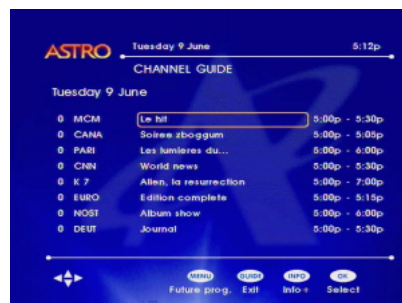 ASTRO Tuesday 9 June 5:12p
CHANNEL GUIDE
Tuesday 9 June
0 MCM Le hit 5:00p - 5:30p
0 CANA Soiree zboggum 5:00p - 5:05p
0 PARI Les lumieres du... 5:00p - 6:00p
0 CNN World news 5:00p - 5:30p
0 K 7 Alien, la resurrection 5:00p - 7:00p
0 EURO Edition complete 5:00p - 5:15p
0 NOST Album show 5:00p - 6:00p
0 DEUT Journal 5:00p - 5:30p
MENU GUIDE INFO OK
Future prog. Exit Info+ Select